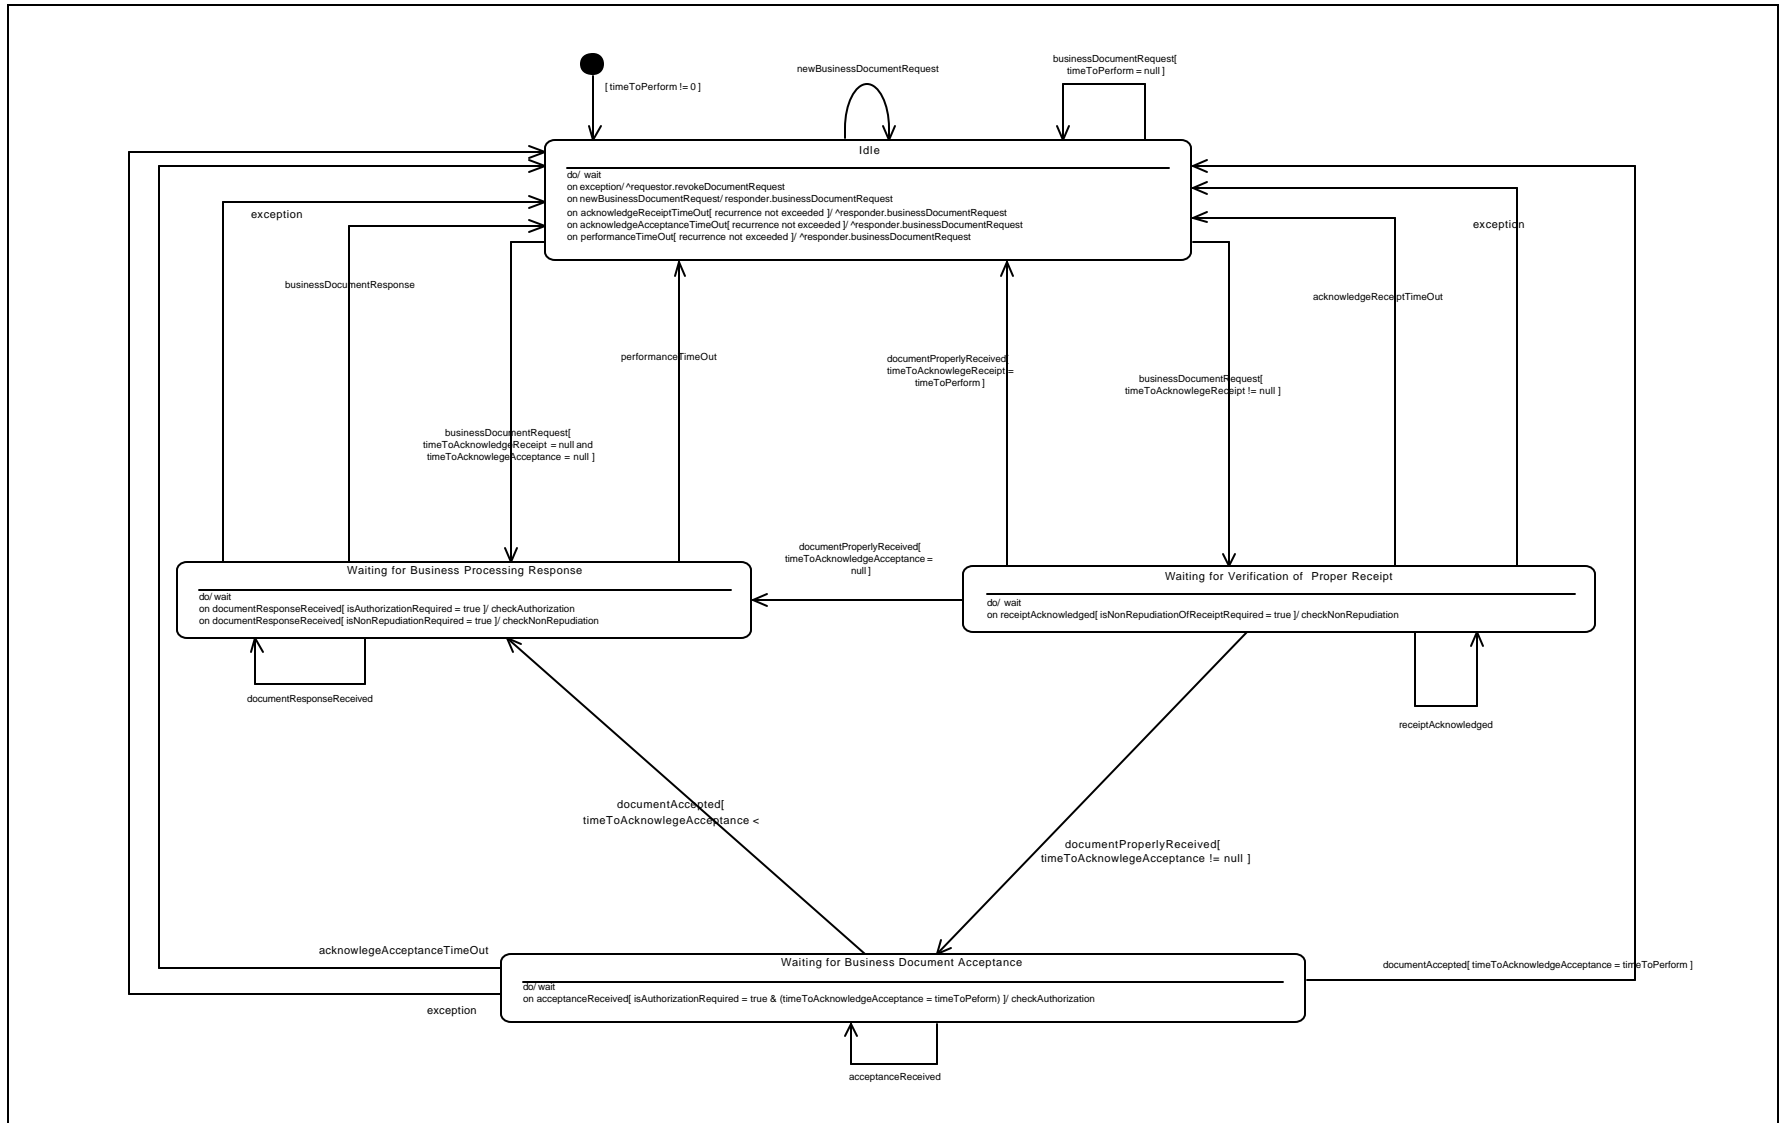 businessDocumentRequest[
timeToPerform = null ]
newBusinessDocumentRequest
[ timeToPerform != 0 ]
Idle
do/ wait
on exception/ ^requestor.revokeDocumentRequest
on newBusinessDocumentRequest/ responder.businessDocumentRequest
on acknowledgeReceiptTimeOut[ recurrence not exceeded ]/ ^responder.businessDocumentRequest
on acknowledgeAcceptanceTimeOut[ recurrence not exceeded ]/ ^responder.businessDocumentRequest
on performanceTimeOut[ recurrence not exceeded ]/ ^responder.businessDocumentRequest
exception
exception
businessDocumentResponse
acknowledgeReceiptTimeOut
performanceTimeOut
documentProperlyReceived[
timeToAcknowlegeReceipt =
timeToPerform ]
businessDocumentRequest[
timeToAcknowlegeReceipt != null ]
businessDocumentRequest[
timeToAcknowledgeReceipt = null and
timeToAcknowlegeAcceptance = null ]
documentProperlyReceived[
timeToAcknowledgeAcceptance =
null ]
Waiting for Business Processing Response
do/ wait
on documentResponseReceived[ isAuthorizationRequired = true ]/ checkAuthorization
on documentResponseReceived[ isNonRepudiationRequired = true ]/ checkNonRepudiation
Waiting for Verification of Proper Receipt
do/ wait
on receiptAcknowledged[ isNonRepudiationOfReceiptRequired = true ]/ checkNonRepudiation
documentResponseReceived
receiptAcknowledged
documentAccepted[
timeToAcknowlegeAcceptance <
documentProperlyReceived[
timeToAcknowlegeAcceptance != null ]
acknowlegeAcceptanceTimeOut
Waiting for Business Document Acceptance
do/ wait
on acceptanceReceived[ isAuthorizationRequired = true & (timeToAcknowledgeAcceptance = timeToPeform) ]/ checkAuthorization
documentAccepted[ timeToAcknowledgeAcceptance = timeToPerform ]
exception
acceptanceReceived